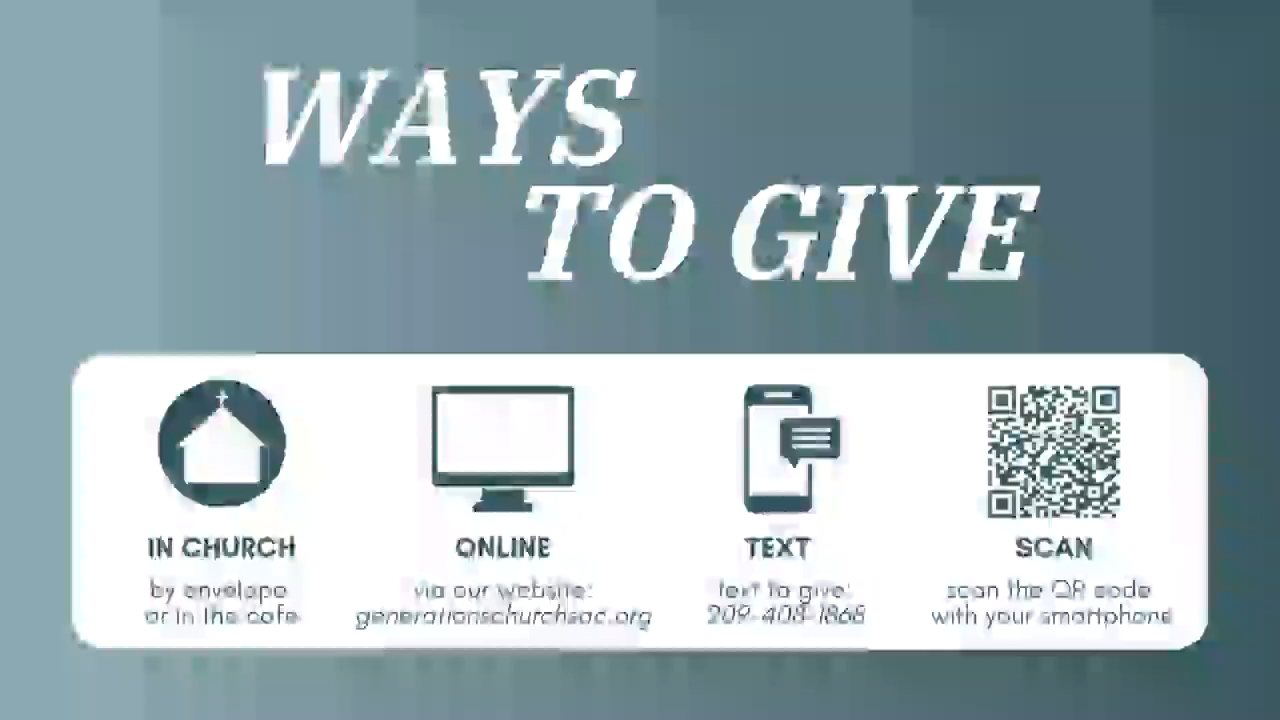 WAYS
TO GIVE
IN CHURCH
by envelope
or in the cafe
ONLINE
via our website:
generationschurchsac.org
TEXT
text to give:
209-408-1868
SCAN
scan the QR code
with your smartphone